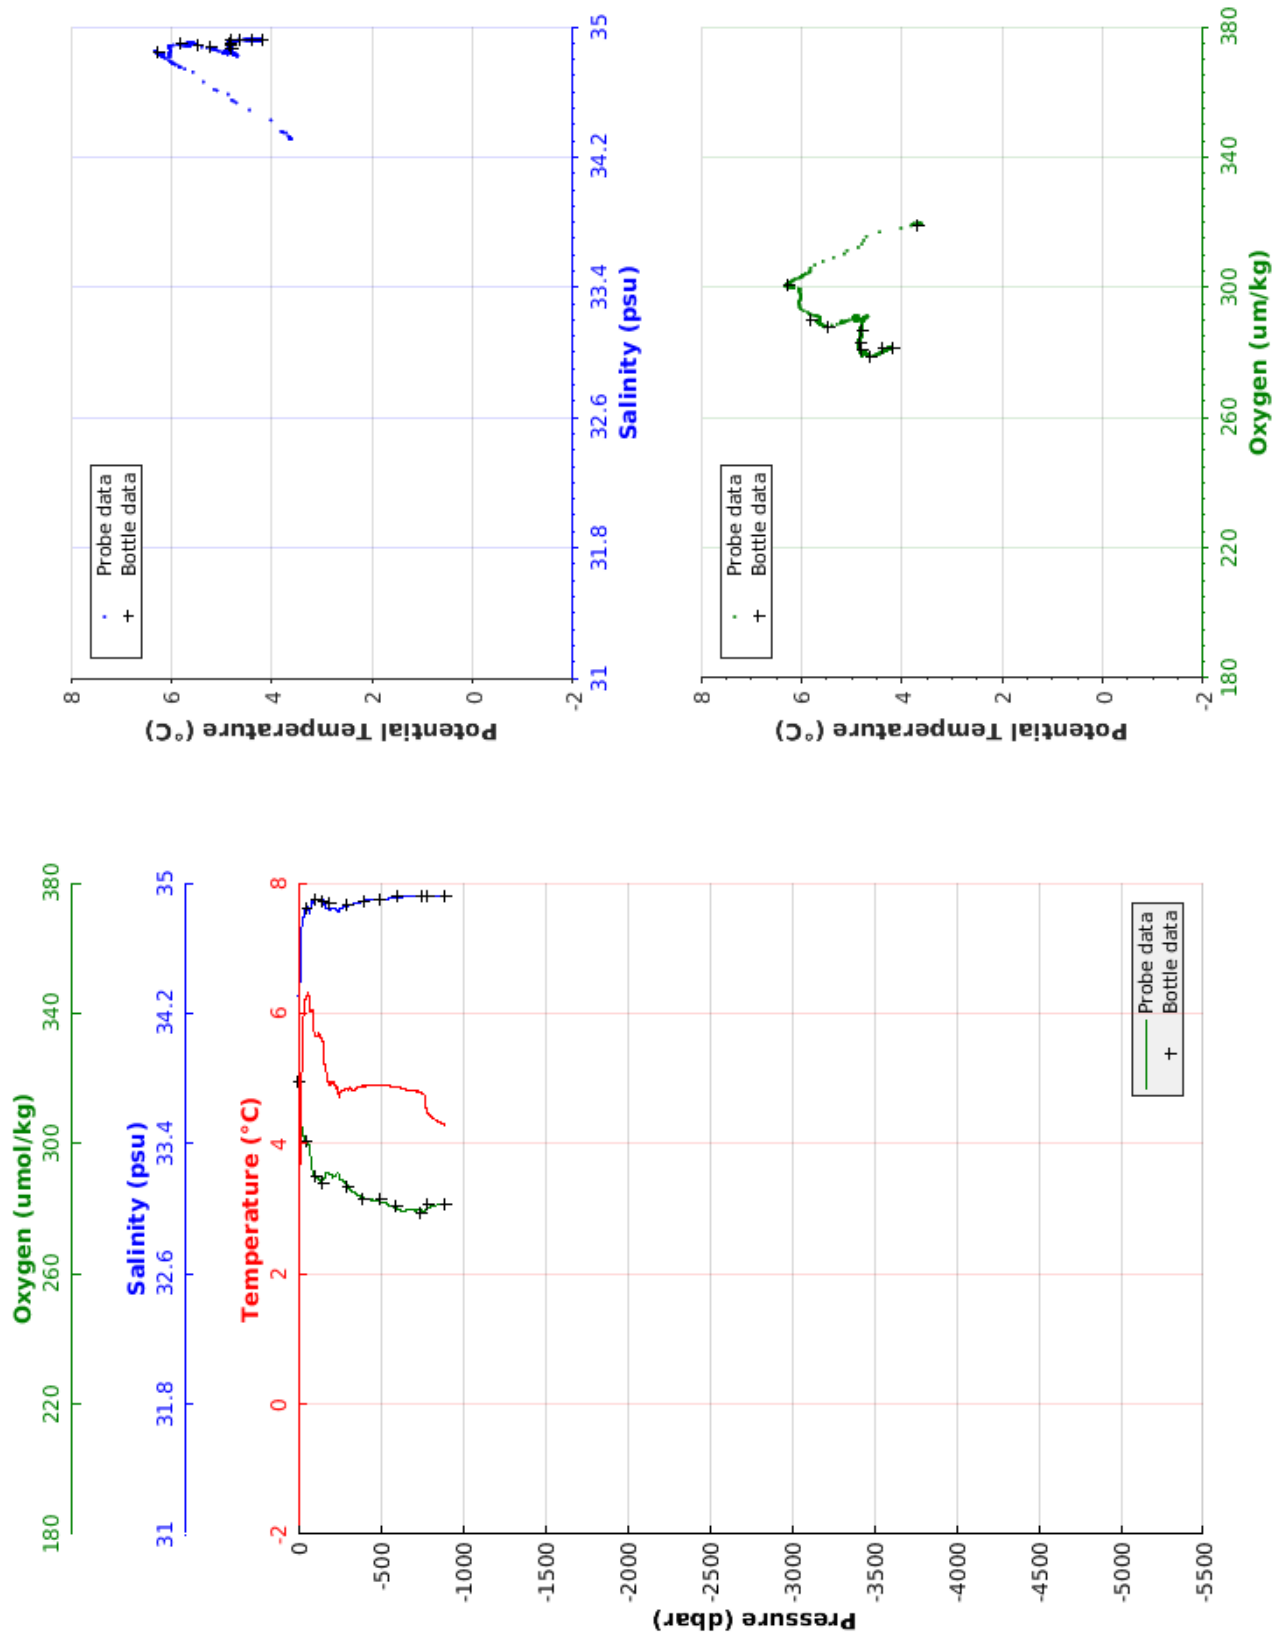 Oxygen (umol/kg)
180 220 260 300 340 380
Salinity (psu)
31 31.8 32.6 33.4 34.2 35
Temperature (°C)
-2 0 2 4 6 8
Pressure (dbar)
0
-500
-1000
-1500
-2000
-2500
-3000
-3500
-4000
-4500
-5000
-5500
Probe data
Bottle data
Potential Temperature (°C)
8
6
4
2
0
-2
Probe data
Bottle data
31 31.8 32.6 33.4 34.2 35
Salinity (psu)
Potential Temperature (°C)
8
6
4
2
0
-2
Probe data
Bottle data
180 220 260 300 340 380
Oxygen (um/kg)